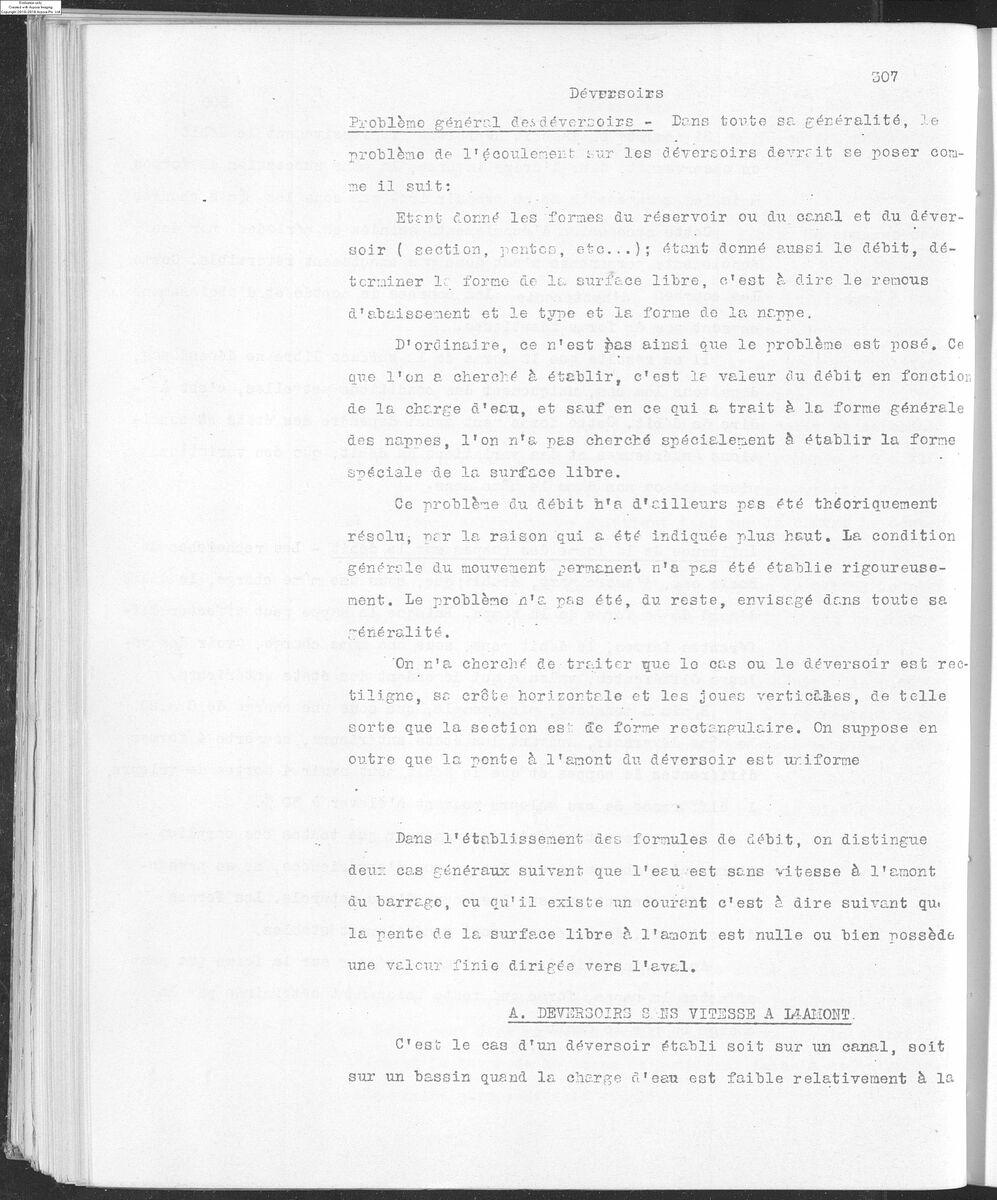 Evaluation only.
Created with Aspose.Imaging.
307
Déversoirs
Problème général des déversoirs - Dans toute sa généralité, le
problème de l'écoulement sur les déversoirs devrait se poser com-
me il suit:
Etant donné les formes du réservoir ou du canal et du déver-
soir ( section, pentes, etc...); étant donné aussi le débit, dé-
terminer la forme de la surface libre, c'est à dire le remous
d'abaissement et le type et la forme de la nappe.
D'ordinaire, ce n'est pas ainsi que le problème est posé. Ce
que l'on a cherché à établir, c'est la valeur du débit en fonction
de la charge d'eau, et sauf en ce qui a trait à la forme générale
des nappes, l'on n'a pas cherché spécialement à établir la forme
spéciale de la surface libre.
Ce problème du débit n'a d'ailleurs pas été théoriquement
résolu, par la raison qui a été indiquée plus haut. La condition
générale du mouvement permanent n'a pas été établie rigoureuse-
ment. Le problème n'a pas été, du reste, envisagé dans toute sa
généralité.
On n'a cherché de traiter que le cas ou le déversoir est rec-
tiligne, sa crête horizontale et les joues verticales, de telle
sorte que la section est de forme rectangulaire. On suppose en
outre que la pente à l'amont du déversoir est uniforme
Dans l'établissement des formules de débit, on distingue
deux cas généraux suivant que l'eau est sans vitesse à l'amont
du barrage, ou qu'il existe un courant c'est à dire suivant que
la pente de la surface libre à l'amont est nulle ou bien possède
une valeur finie dirigée vers l'aval.
A. DEVERSOIRS SANS VITESSE A L'AMONT.
C'est le cas d'un déversoir établi soit sur un canal, soit
sur un bassin quand la charge d'eau est faible relativement à la